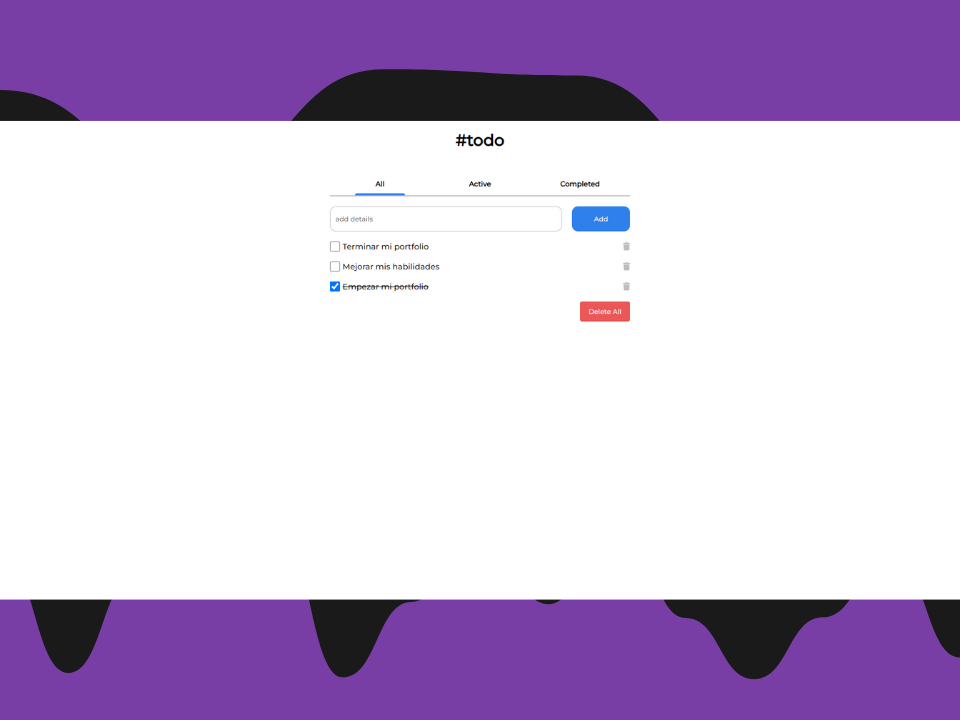 #todo
All Active Completed
add details Add
Terminar mi portfolio
Mejorar mis habilidades
Empezar mi portfolio
Delete All